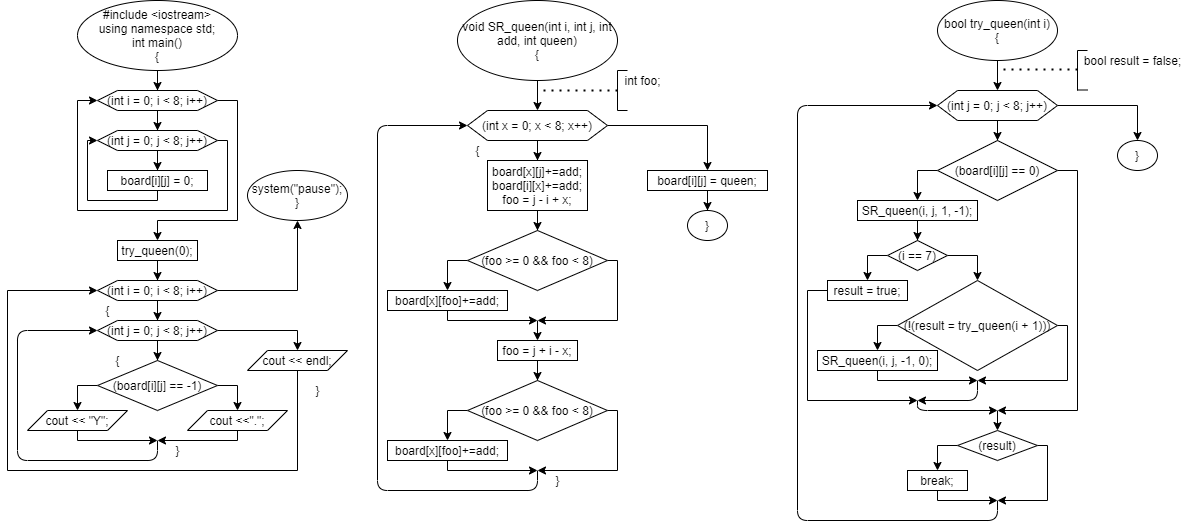 #include <iostream>
using namespace std;
int main()
{
(int i = 0; i < 8; i++)
(int j = 0; j < 8; j++)
board[i][j] = 0;
system("pause");
}
try_queen(0);
(int i = 0; i < 8; i++)
{
(int j = 0; j < 8; j++)
cout << endl;
{
(board[i][j] == -1)
}
cout << "Y";
cout <<".";
}
void SR_queen(int i, int j, int
add, int queen)
{
int foo;
(int x = 0; x < 8; x++)
{
board[x][j]+=add;
board[i][x]+=add;
foo = j - i + x;
board[i][j] = queen;
}
(foo >= 0 && foo < 8)
board[x][foo]+=add;
foo = j + i - x;
(foo >= 0 && foo < 8)
board[x][foo]+=add;
}
bool try_queen(int i)
{
bool result = false;
(int j = 0; j < 8; j++)
}
(board[i][j] == 0)
SR_queen(i, j, 1, -1);
(i == 7)
result = true;
(!(result = try_queen(i + 1)))
SR_queen(i, j, -1, 0);
(result)
break;